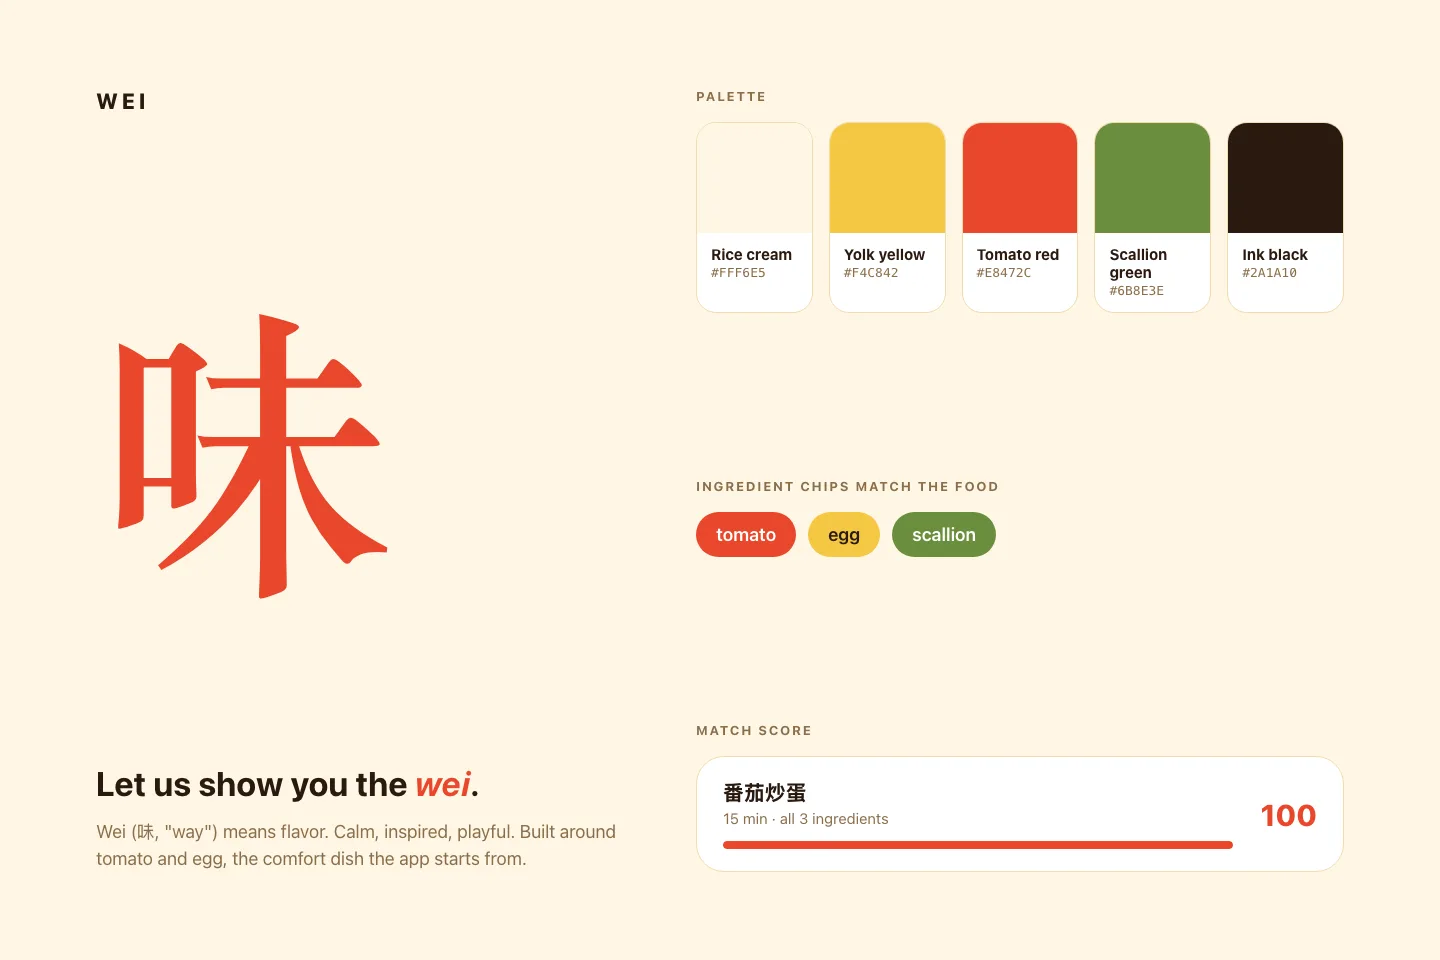 WEI
味
Let us show you the wei.
Wei (味, "way") means flavor. Calm, inspired, playful. Built around
tomato and egg, the comfort dish the app starts from.
PALETTE
Rice cream
#FFF6E5
Yolk yellow
#F4C842
Tomato red
#E8472C
Scallion
green
#6B8E3E
Ink black
#2A1A10
INGREDIENT CHIPS MATCH THE FOOD
tomato egg scallion
MATCH SCORE
番茄炒蛋
15 min · all 3 ingredients
100